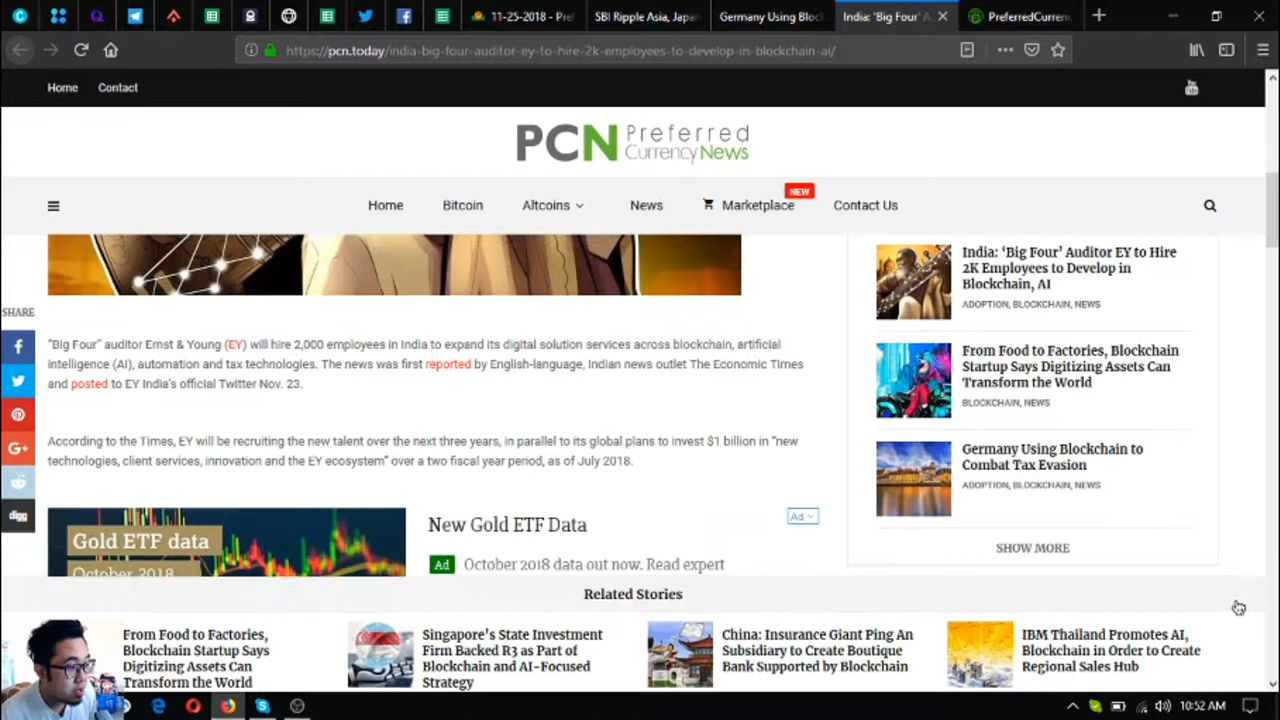 11-25-2018 - Pre
SBI Ripple Asia, Japa
Germany Using Block
India: 'Big Four' A
PreferredCurrenc
https://pcn.today/india-big-four-auditor-ey-to-hire-2k-employees-to-develop-in-blockchain-ai/
Home
Contact
PCN Preferred
CurrencyNews
NEW
Home
Bitcoin
Altcoins
News
Marketplace
Contact Us
SHARE
"Big Four" auditor Ernst & Young (EY) will hire 2,000 employees in India to expand its digital solution services across blockchain, artificial
intelligence (AI), automation and tax technologies. The news was first reported by English-language, Indian news outlet The Economic Times
and posted to EY India's official Twitter Nov. 23.
According to the Times, EY will be recruiting the new talent over the next three years, in parallel to its global plans to invest $1 billion in "new
technologies, client services, innovation and the EY ecosystem" over a two fiscal year period, as of July 2018.
digg
Gold ETF data
October 2018
New Gold ETF Data
Ad
Ad October 2018 data out now. Read expert
India: 'Big Four' Auditor EY to Hire
2K Employees to Develop in
Blockchain, AI
ADOPTION, BLOCKCHAIN, NEWS
From Food to Factories, Blockchain
Startup Says Digitizing Assets Can
Transform the World
BLOCKCHAIN, NEWS
Germany Using Blockchain to
Combat Tax Evasion
ADOPTION, BLOCKCHAIN, NEWS
SHOW MORE
Related Stories
From Food to Factories,
Blockchain Startup Says
Digitizing Assets Can
Transform the World
Singapore's State Investment
Firm Backed R3 as Part of
Blockchain and AI-Focused
Strategy
China: Insurance Giant Ping An
Subsidiary to Create Boutique
Bank Supported by Blockchain
IBM Thailand Promotes AI,
Blockchain in Order to Create
Regional Sales Hub
10:52 AM